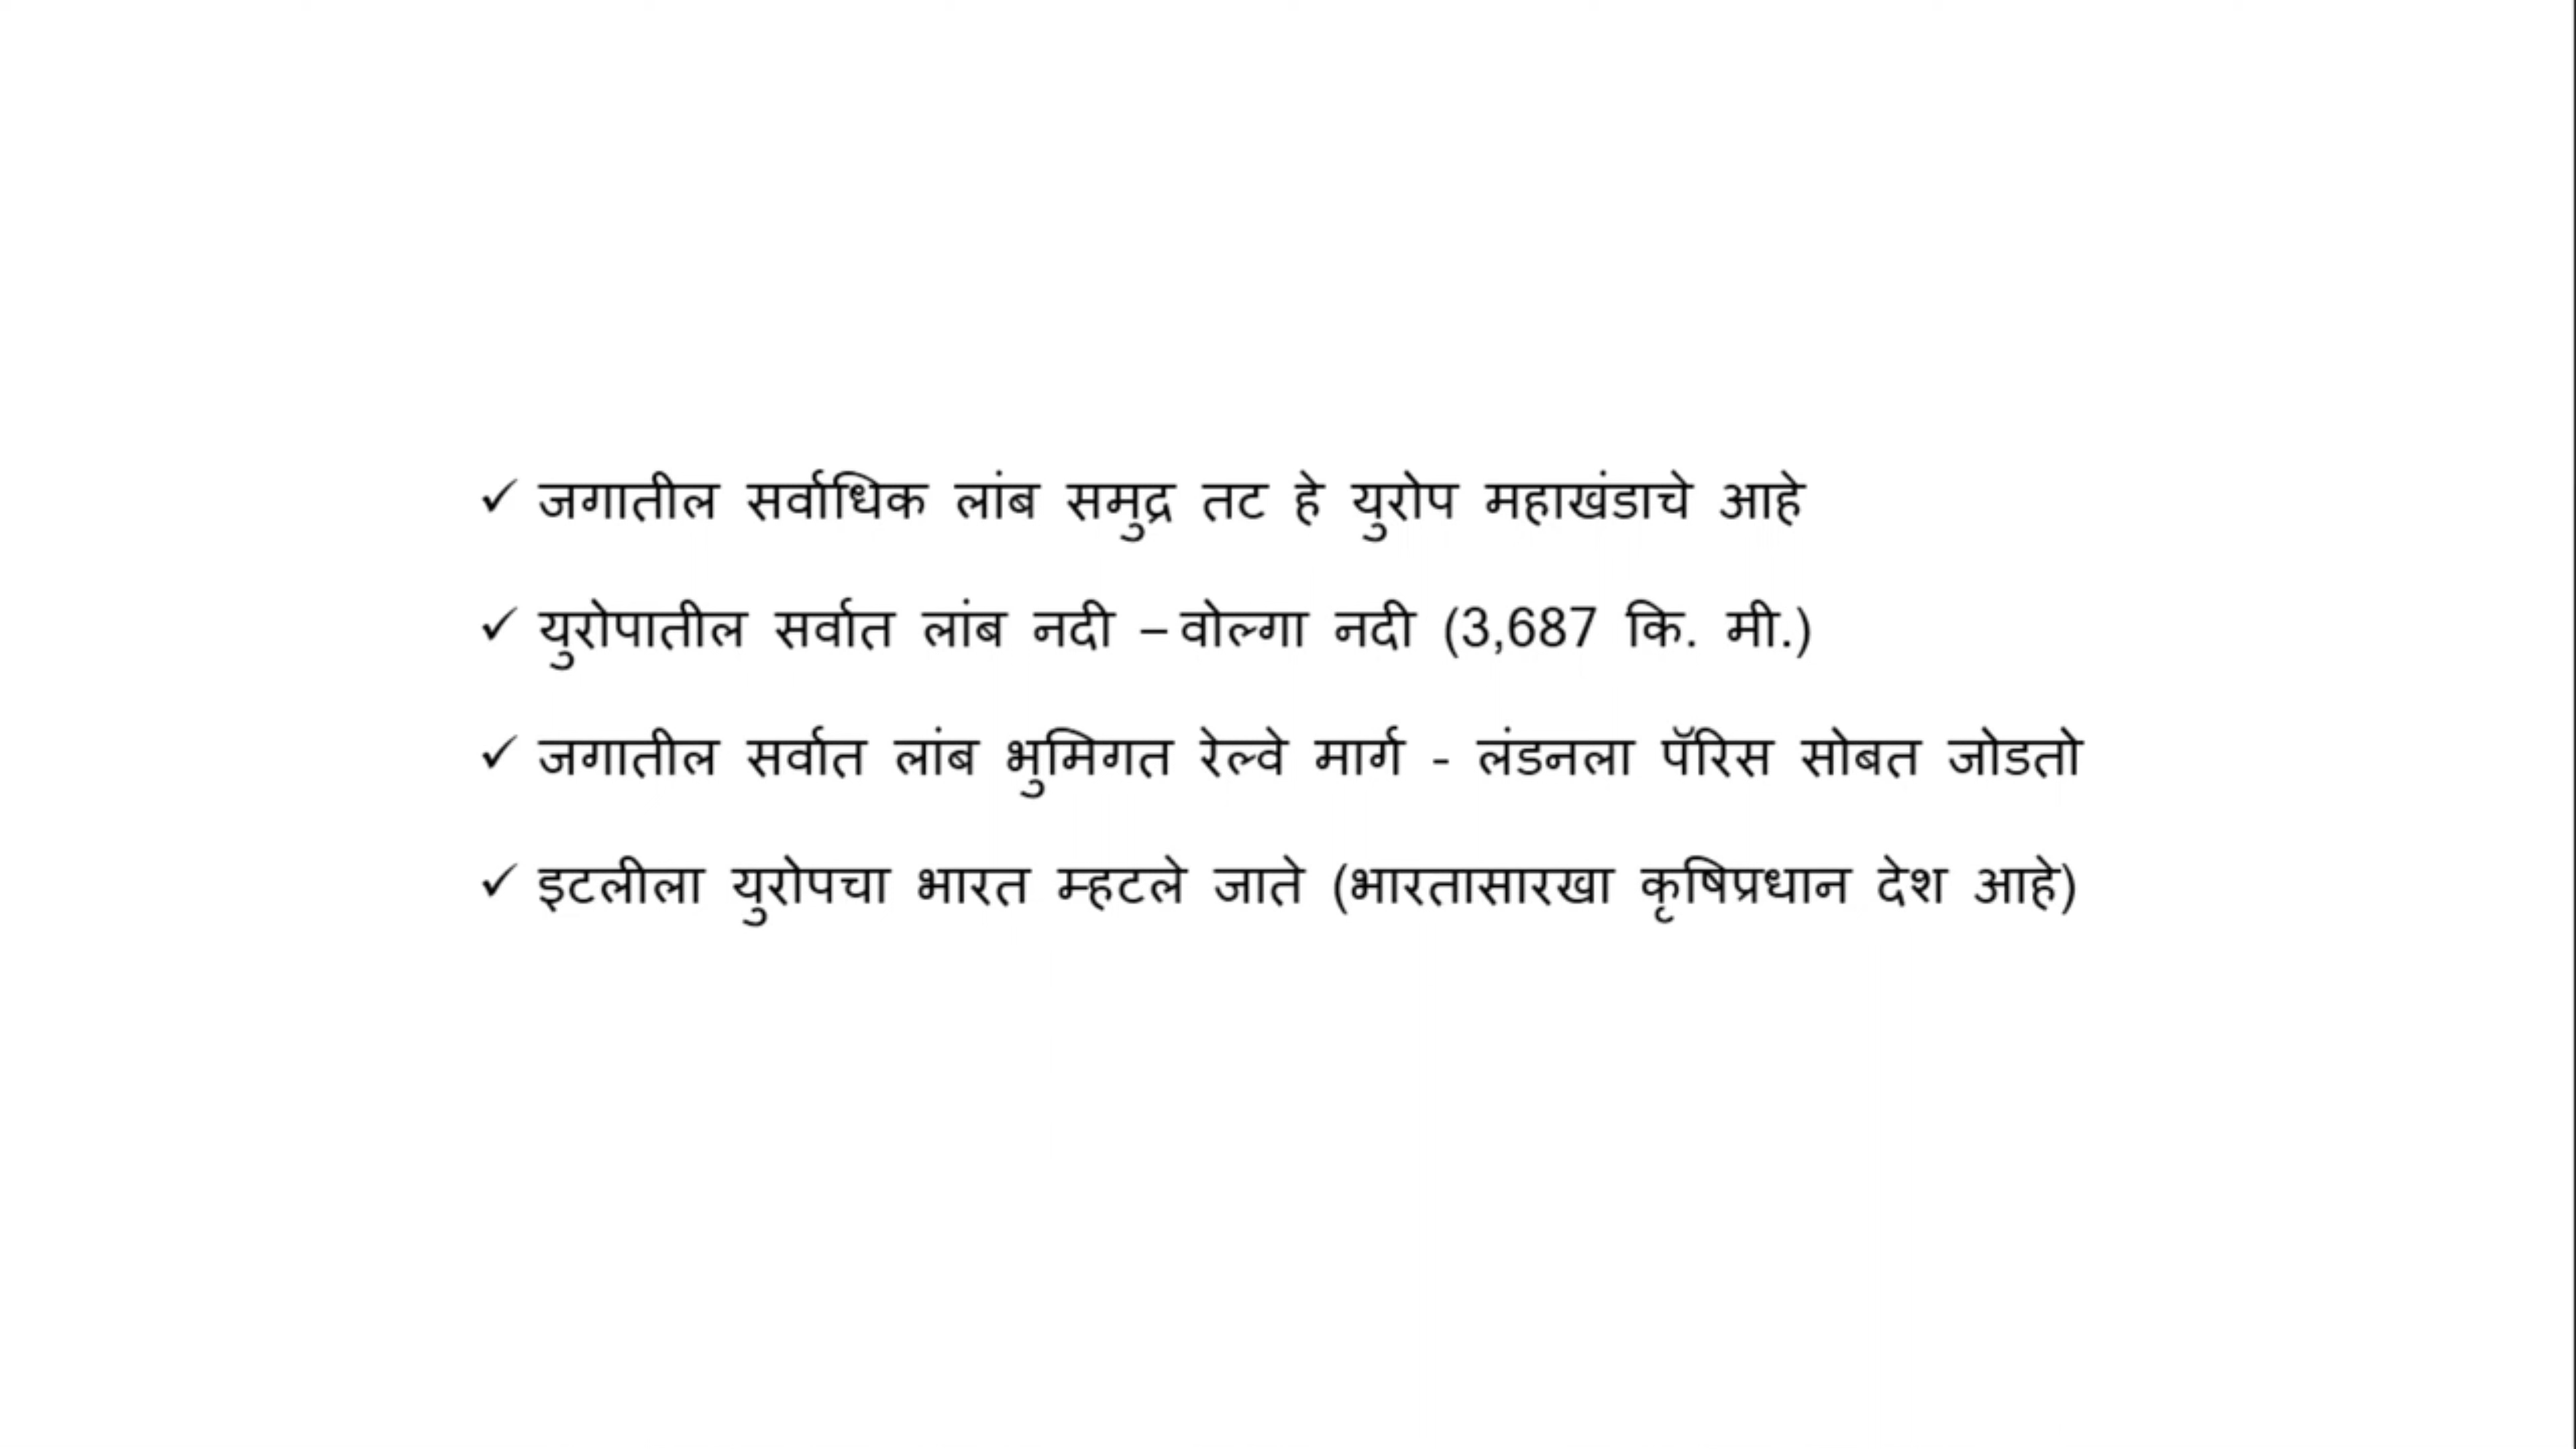 ✓ जगातील सर्वाधिक लांब समुद्र तट हे युरोप महाखंडाचे आहे
✓ युरोपातील सर्वात लांब नदी – वोल्गा नदी (3,687 कि. मी.)
✓ जगातील सर्वात लांब भुमिगत रेल्वे मार्ग - लंडनला पॅरिस सोबत जोडतो
✓ इटलीला युरोपचा भारत म्हटले जाते (भारतासारखा कृषिप्रधान देश आहे)